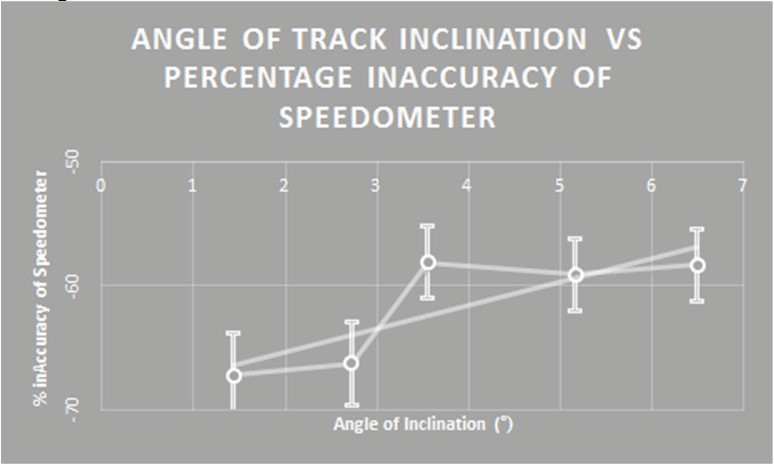 ANGLE OF TRACK INCLINATION VS
PERCENTAGE INACCURACY OF
SPEEDOMETER
-50
0 1 2 3 4 5 6 7
-60
-70
% inAccuracy of Speedometer
Angle of Inclination (°)